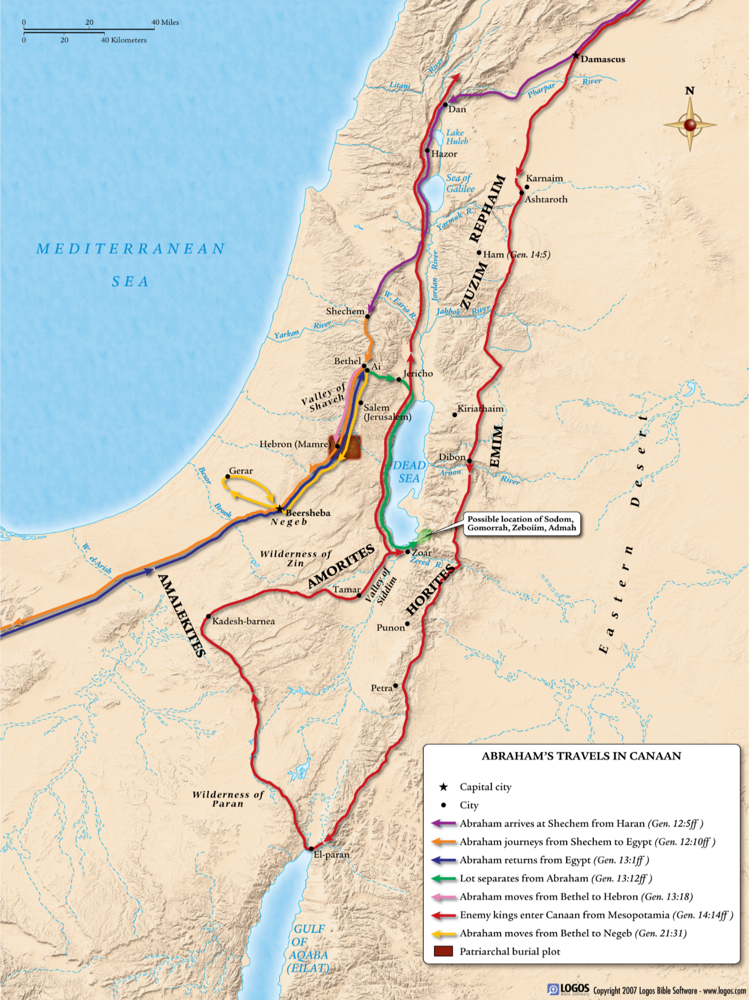 0 20 40 Miles
0 20 40 Kilometers
Damascus
Litani
River
Pharpar
River
N
Dan
Lake
Huleh
Hazor
Sea of
Galilee
Karnaim
Ashtaroth
REPHAIM
Yarmuk R.
MEDITERRANEAN
SEA
Ham (Gen. 14:5)
ZUZIM
Jordan River
W. Faria R.
Shechem
Jabbok River
Yarkon River
Bethel
Ai
Jericho
Valley of
Shaveh
Salem
(Jerusalem)
Kiriathaim
Hebron (Mamre)
EMIM
Dibon
DEAD
SEA
Arnon River
Eastern Desert
Gerar
Besor
Brook
Beersheba
Negeb
Possible location of Sodom,
Gomorrah, Zeboiim, Admah
W. el-Arish
Wilderness of
Zin
AMORITES
Zoar
Zered R.
AMALEKITES
Tamar
Valley of
Siddim
HORITES
Kadesh-barnea
Punon
Petra
Wilderness of
Paran
El-paran
GULF
OF
AQABA
(EILAT)
ABRAHAM'S TRAVELS IN CANAAN
Capital city
City
Abraham arrives at Shechem from Haran (Gen. 12:5ff)
Abraham journeys from Shechem to Egypt (Gen. 12:10ff)
Abraham returns from Egypt (Gen. 13:1ff)
Lot separates from Abraham (Gen. 13:12ff)
Abraham moves from Bethel to Hebron (Gen. 13:18)
Enemy kings enter Canaan from Mesopotamia (Gen. 14:14ff)
Abraham moves from Bethel to Negeb (Gen. 21:31)
Patriarchal burial plot
LOGOS
Bible Software
Copyright 2007 Logos Bible Software - www.logos.com